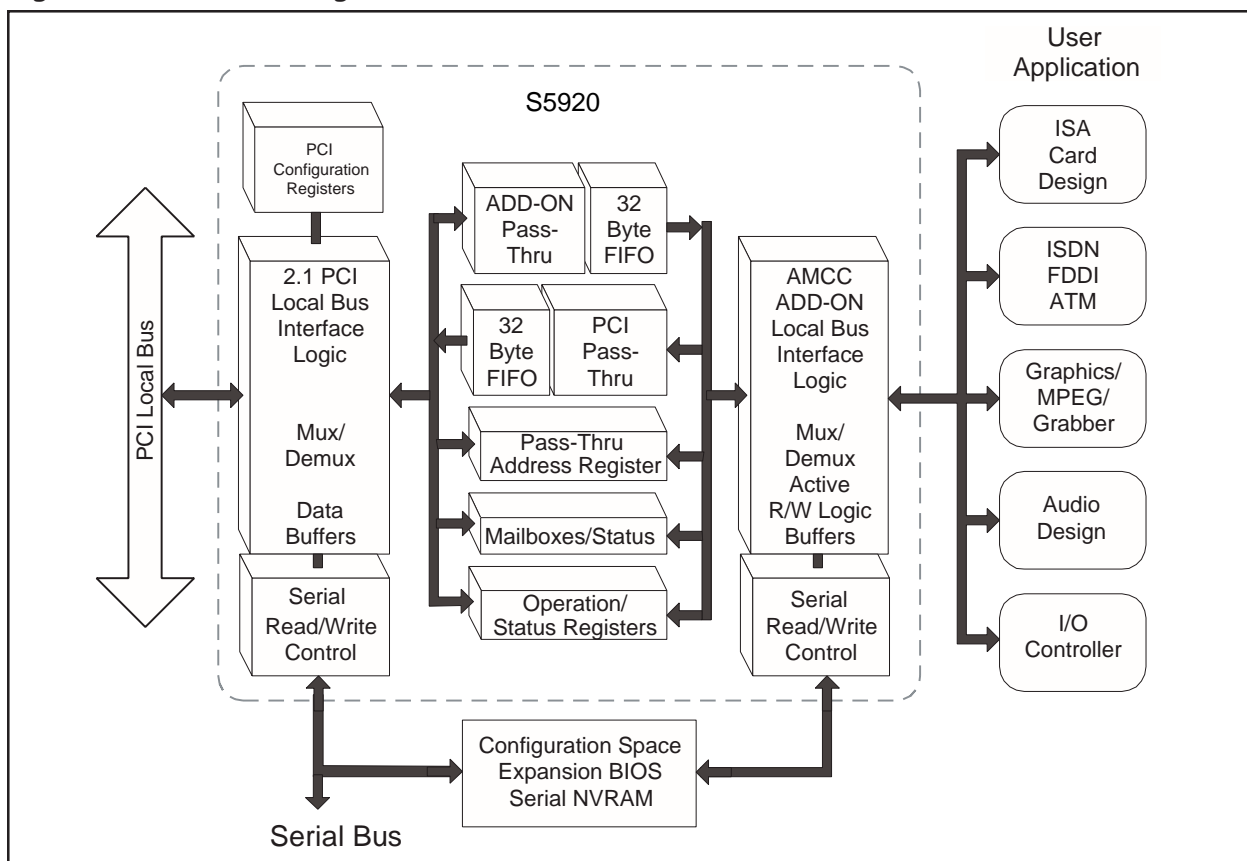 User
Application
S5920
PCI
Configuration
Registers
PCI Local Bus
2.1 PCI
Local Bus
Interface
Logic
Mux/
Demux
Data
Buffers
Serial
Read/Write
Control
ADD-ON
Pass-
Thru
32
Byte
FIFO
32
Byte
FIFO
PCI
Pass-
Thru
Pass-Thru
Address Register
Mailboxes/Status
Operation/
Status Registers
AMCC
ADD-ON
Local Bus
Interface
Logic
Mux/
Demux
Active
R/W Logic
Buffers
Serial
Read/Write
Control
ISA
Card
Design
ISDN
FDDI
ATM
Graphics/
MPEG/
Grabber
Audio
Design
I/O
Controller
Configuration Space
Expansion BIOS
Serial NVRAM
Serial Bus